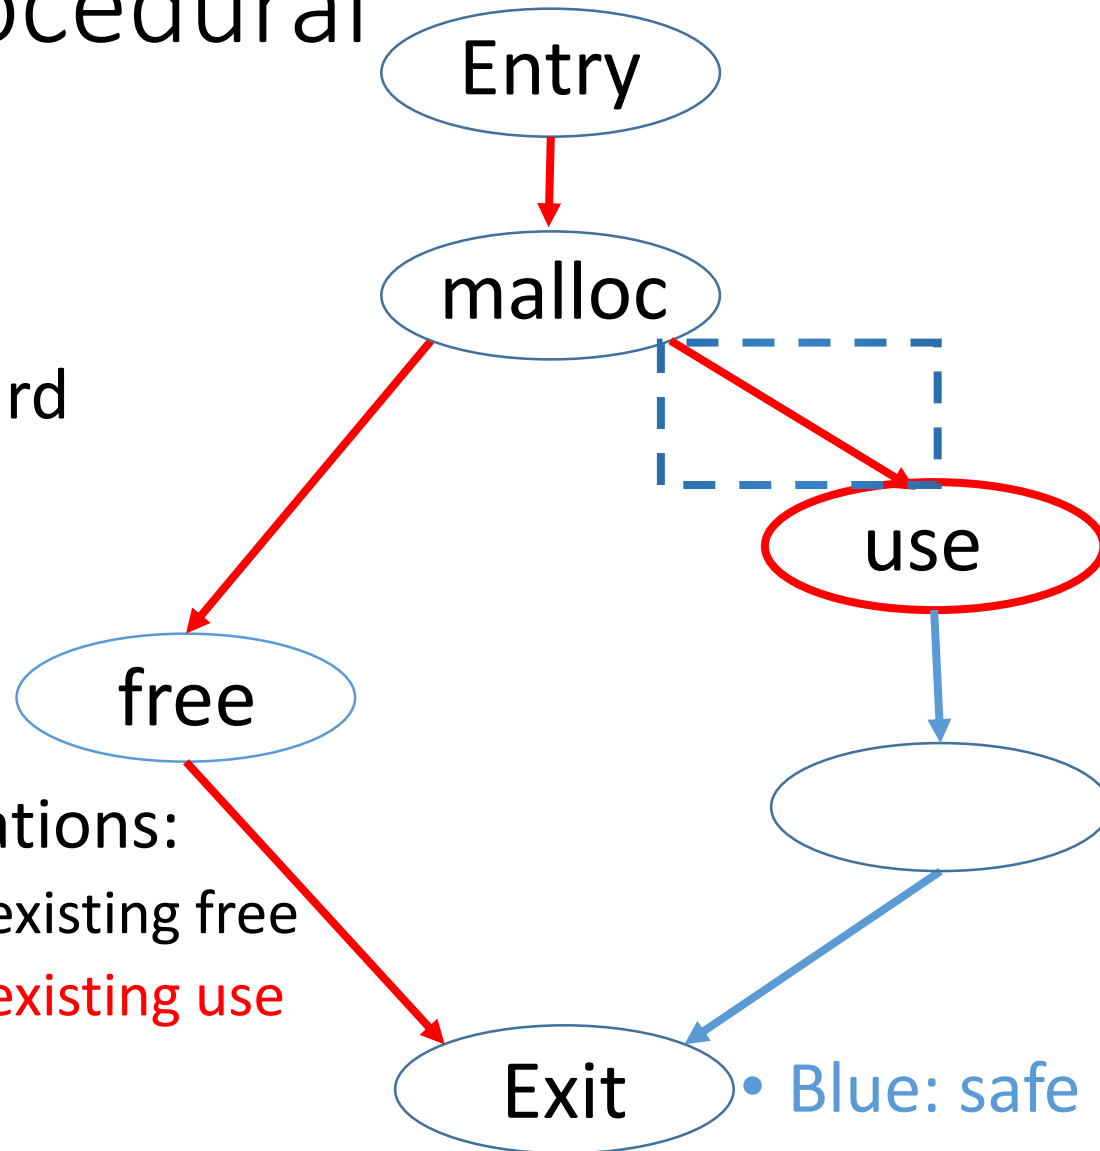 ocedural
Entry
malloc
rd
use
free
ations:
existing free
existing use
Exit
• Blue: safe